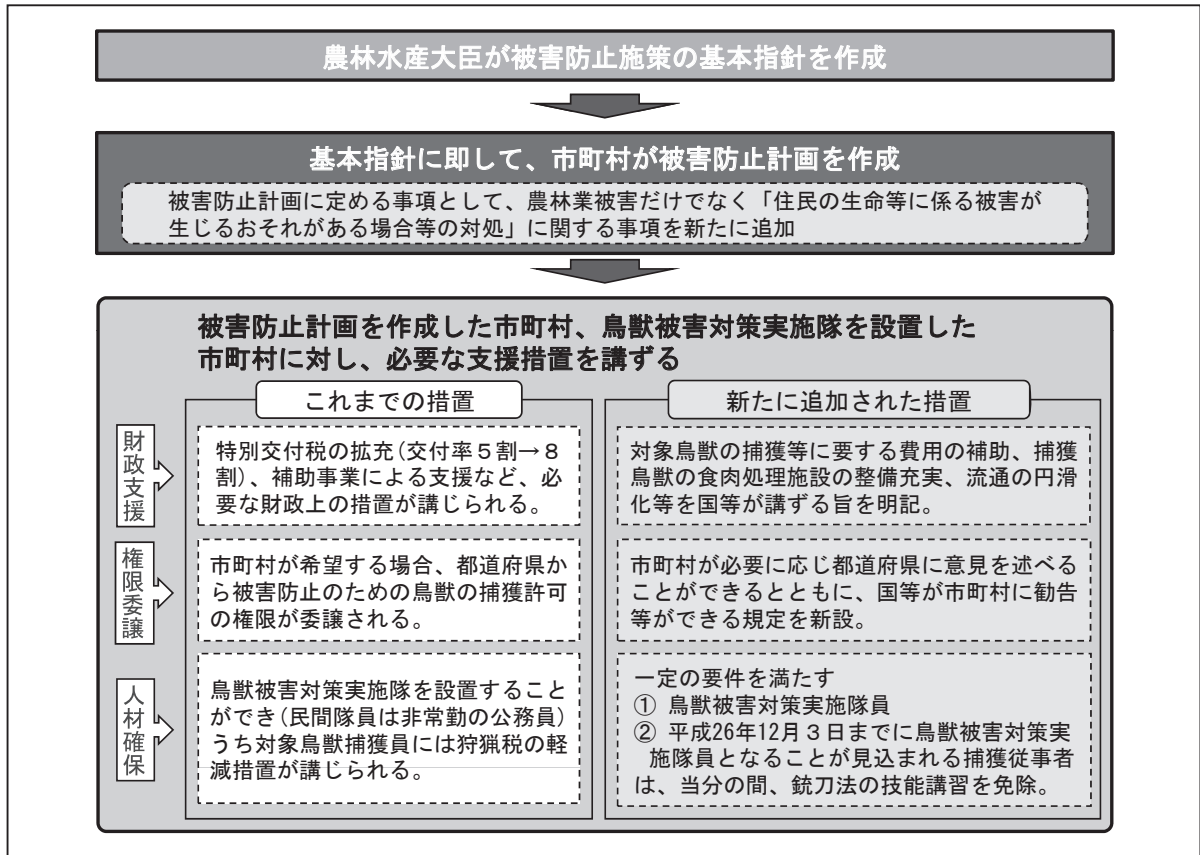 農林水産大臣が被害防止施策の基本指針を作成
基本指針に即して、市町村が被害防止計画を作成
被害防止計画に定める事項として、農林業被害だけでなく「住民の生命等に係る被害が
生じるおそれがある場合等の対処」に関する事項を新たに追加
被害防止計画を作成した市町村、鳥獣被害対策実施隊を設置した
市町村に対し、必要な支援措置を講ずる
これまでの措置
新たに追加された措置
財政支援
特別交付税の拡充(交付率5割→8
割)、補助事業による支援など、必
要な財政上の措置が講じられる。
対象鳥獣の捕獲等に要する費用の補助、捕獲
鳥獣の食肉処理施設の整備充実、流通の円滑
化等を国等が講ずる旨を明記。
権限委譲
市町村が希望する場合、都道府県か
ら被害防止のための鳥獣の捕獲許可
の権限が委譲される。
市町村が必要に応じ都道府県に意見を述べる
ことができるとともに、国等が市町村に勧告
等ができる規定を新設。
人材確保
鳥獣被害対策実施隊を設置すること
ができ(民間隊員は非常勤の公務員)
うち対象鳥獣捕獲員には狩猟税の軽
減措置が講じられる。
一定の要件を満たす
① 鳥獣被害対策実施隊員
② 平成26年12月3日までに鳥獣被害対策実
施隊員となることが見込まれる捕獲従事者
は、当分の間、銃刀法の技能講習を免除。